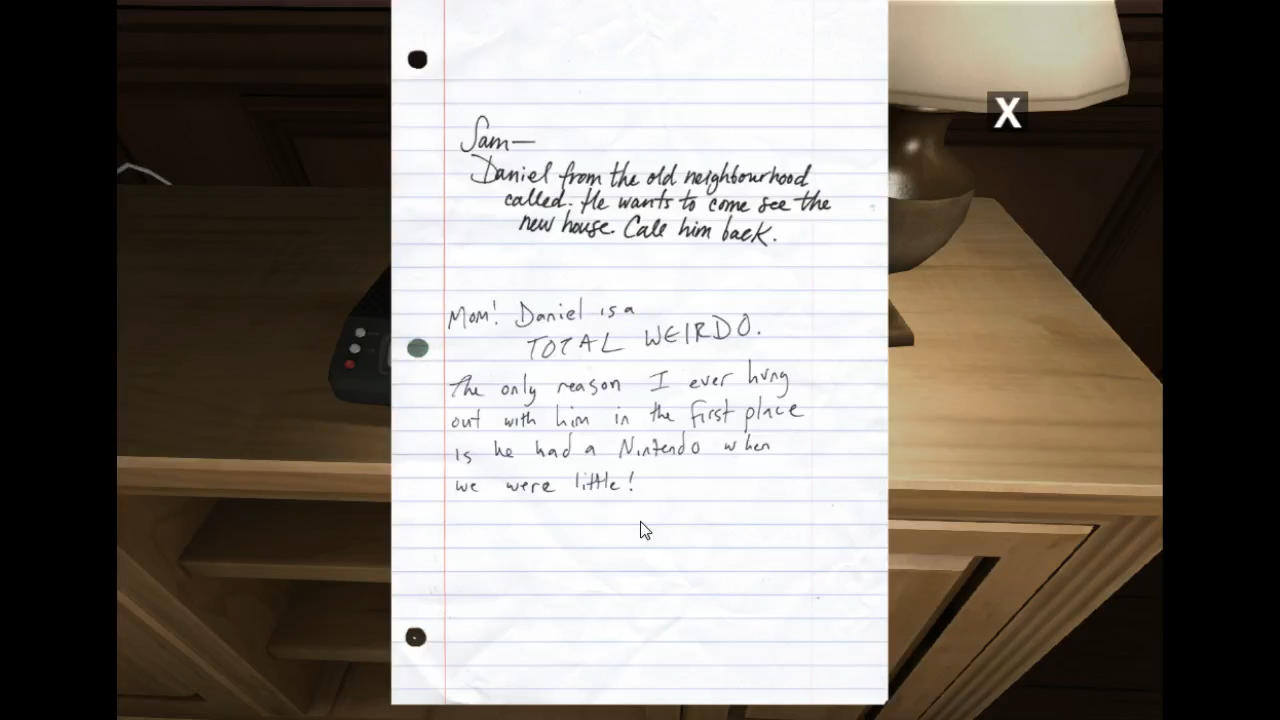 X
Sam—
Daniel from the old neighbourhood
called. He wants to come see the
new house. Call him back.
Mom! Daniel is a
TOTAL WEIRDO.
The only reason I ever hung
out with him in the first place
is he had a Nintendo when
we were little!